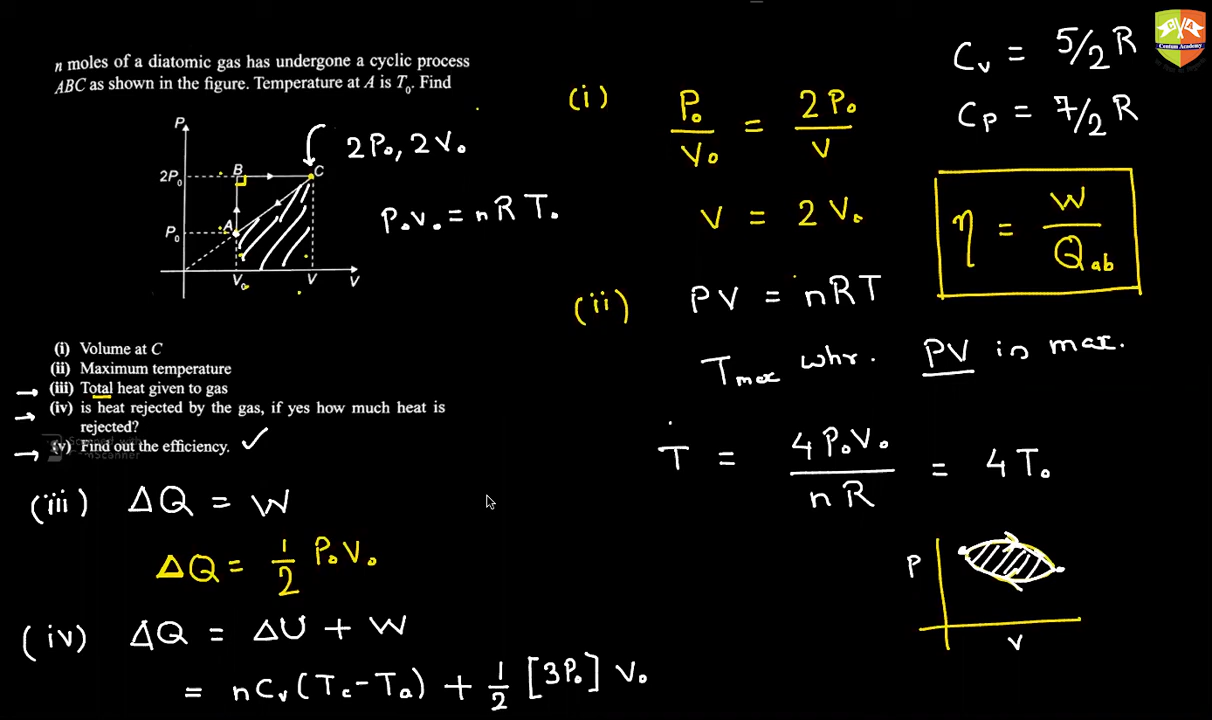 n moles of a diatomic gas has undergone a cyclic process
ABC as shown in the figure. Temperature at A is T₀. Find
P
2P₀
B
C
A
P₀
V₀
V
V
2P₀, 2V₀
P₀V₀ = nRT₀
(i) Volume at C
(ii) Maximum temperature
(iii) Total heat given to gas
(iv) is heat rejected by the gas, if yes how much heat is
rejected?
(v) Find out the efficiency.
(iii) ΔQ = W
ΔQ = 1/2 P₀V₀
(iv) ΔQ = ΔU + W
= nCᵥ(T꜀ - Tₐ) + 1/2 [3P₀] V₀
(i) P₀/V₀ = 2P₀/V
V = 2V₀
(ii) PV = nRT
Tmax whr. PV is max.
T = 4P₀V₀/nR = 4T₀
Cv = 5/2 R
CP = 7/2 R
η = W/Qab
P
V
CVA
Centum Academy